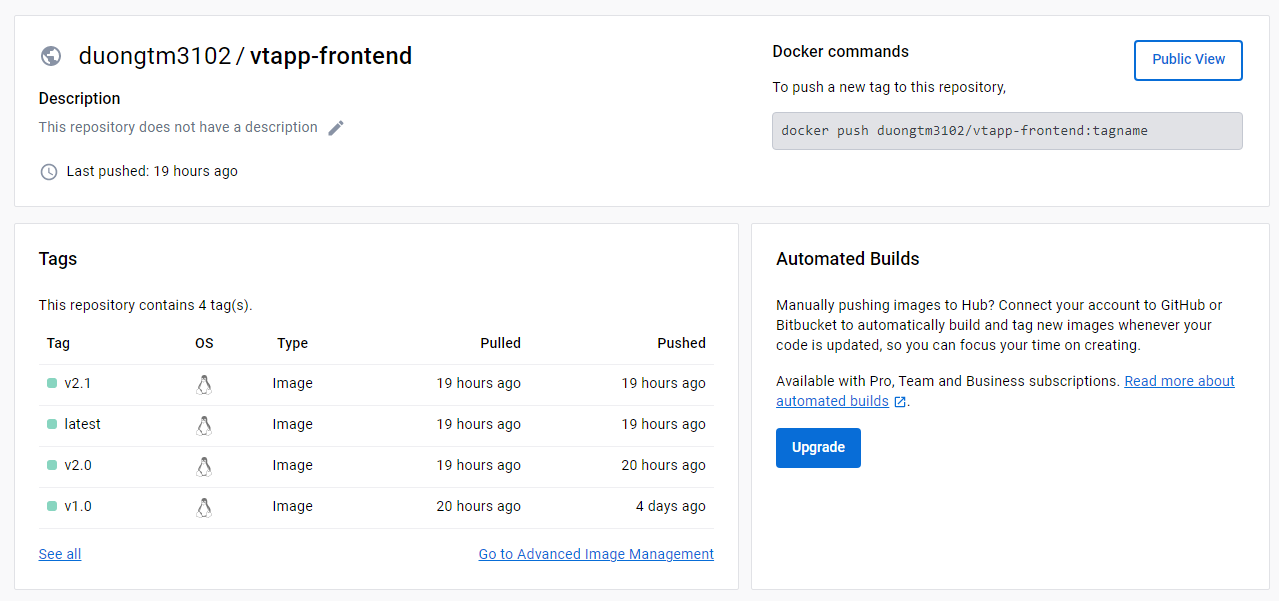 duongtm3102 / vtapp-frontend
Description
This repository does not have a description
Last pushed: 19 hours ago
Docker commands
Public View
To push a new tag to this repository,
docker push duongtm3102/vtapp-frontend:tagname
Tags
This repository contains 4 tag(s).
Tag OS Type Pulled Pushed
v2.1 Image 19 hours ago 19 hours ago
latest Image 19 hours ago 19 hours ago
v2.0 Image 19 hours ago 20 hours ago
v1.0 Image 20 hours ago 4 days ago
See all Go to Advanced Image Management
Automated Builds
Manually pushing images to Hub? Connect your account to GitHub or
Bitbucket to automatically build and tag new images whenever your
code is updated, so you can focus your time on creating.
Available with Pro, Team and Business subscriptions. Read more about
automated builds .
Upgrade